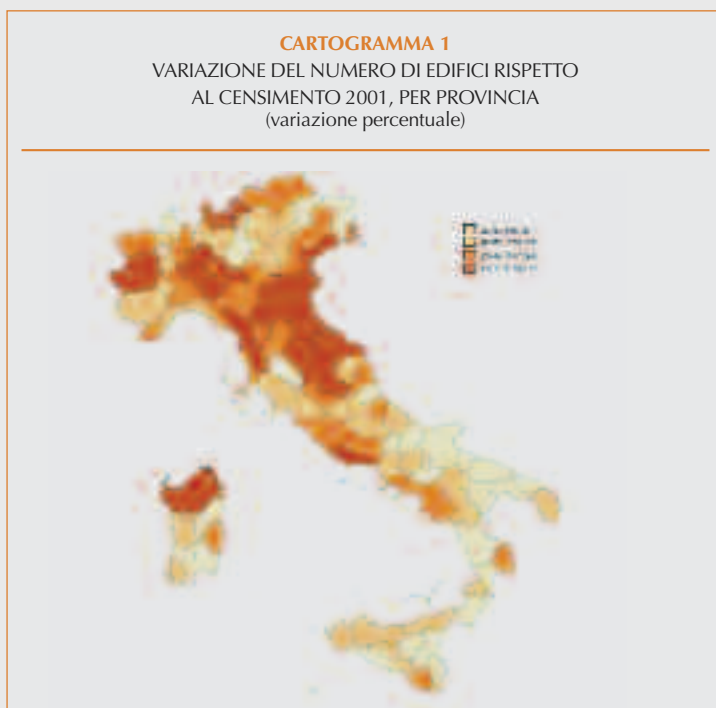 CARTOGRAMMA 1
VARIAZIONE DEL NUMERO DI EDIFICI RISPETTO
AL CENSIMENTO 2001, PER PROVINCIA
(variazione percentuale)